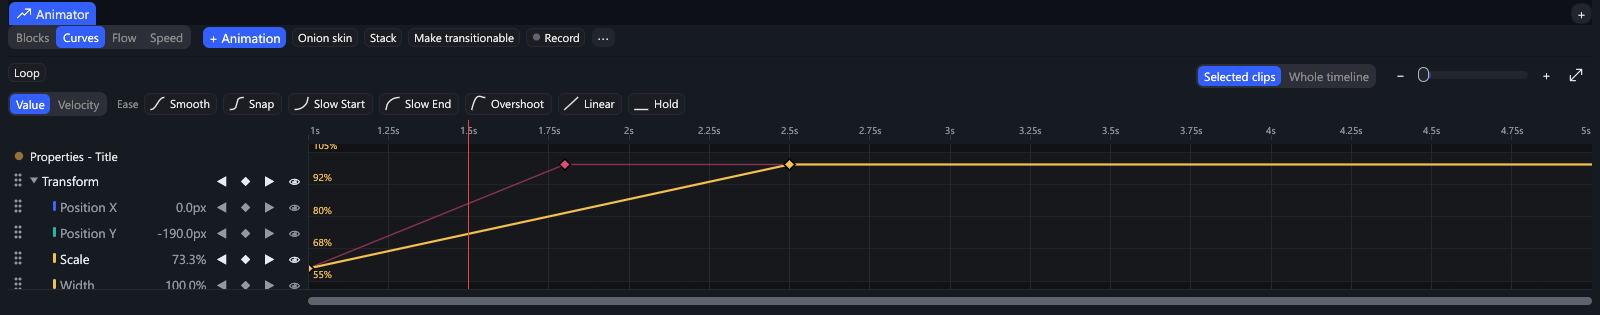 Animator +
Blocks Curves Flow Speed + Animation Onion skin Stack Make transitionable Record ...
Loop Selected clips Whole timeline − +
Value Velocity Ease Smooth Snap Slow Start Slow End Overshoot Linear Hold
1s 1.25s 1.5s 1.75s 2s 2.25s 2.5s 2.75s 3s 3.25s 3.5s 3.75s 4s 4.25s 4.5s 4.75s 5s
105%
Properties - Title
Transform
92%
Position X 0.0px
80%
Position Y -190.0px
68%
Scale 73.3%
55%
Width 100.0%